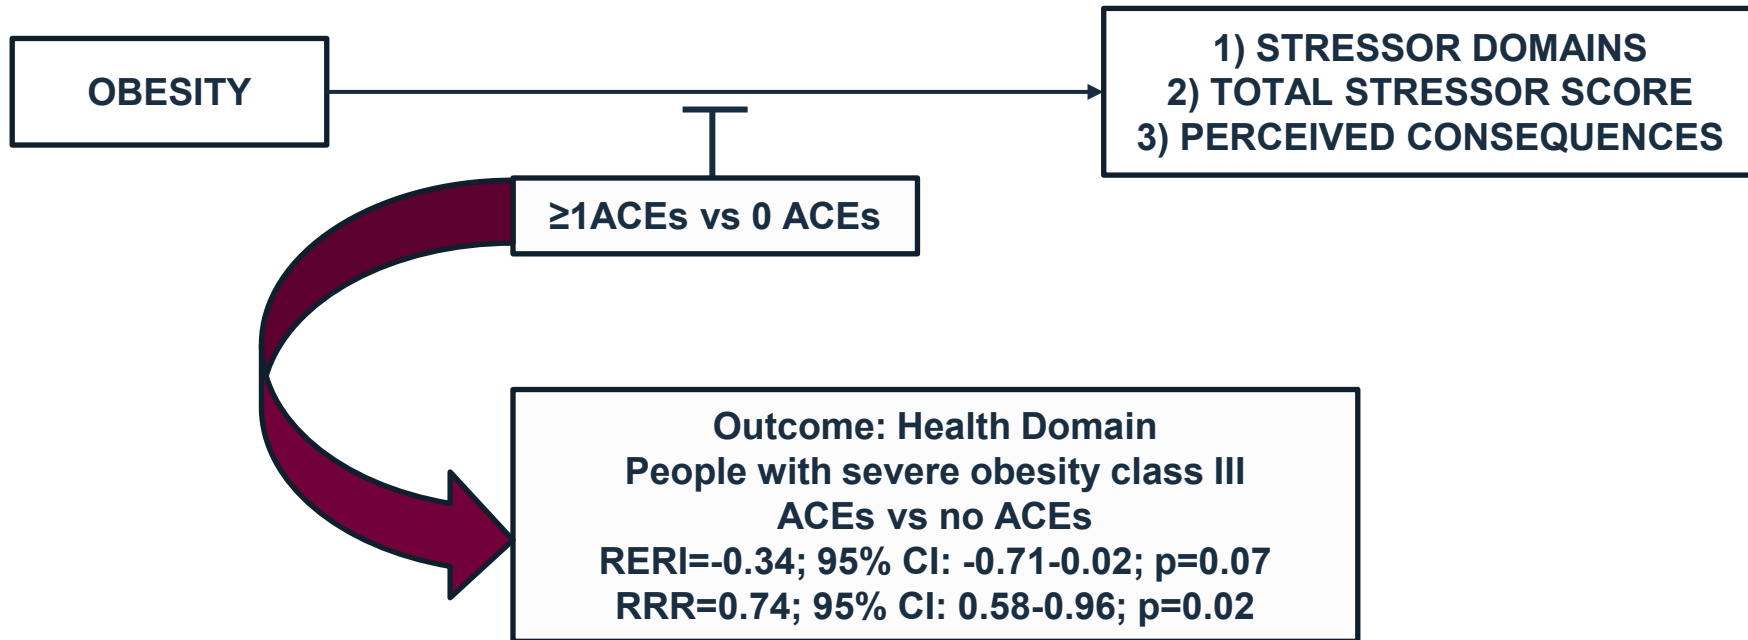 OBESITY
1) STRESSOR DOMAINS
2) TOTAL STRESSOR SCORE
3) PERCEIVED CONSEQUENCES
≥1ACEs vs 0 ACEs
Outcome: Health Domain
People with severe obesity class III
ACEs vs no ACEs
RERI=-0.34; 95% CI: -0.71-0.02; p=0.07
RRR=0.74; 95% CI: 0.58-0.96; p=0.02